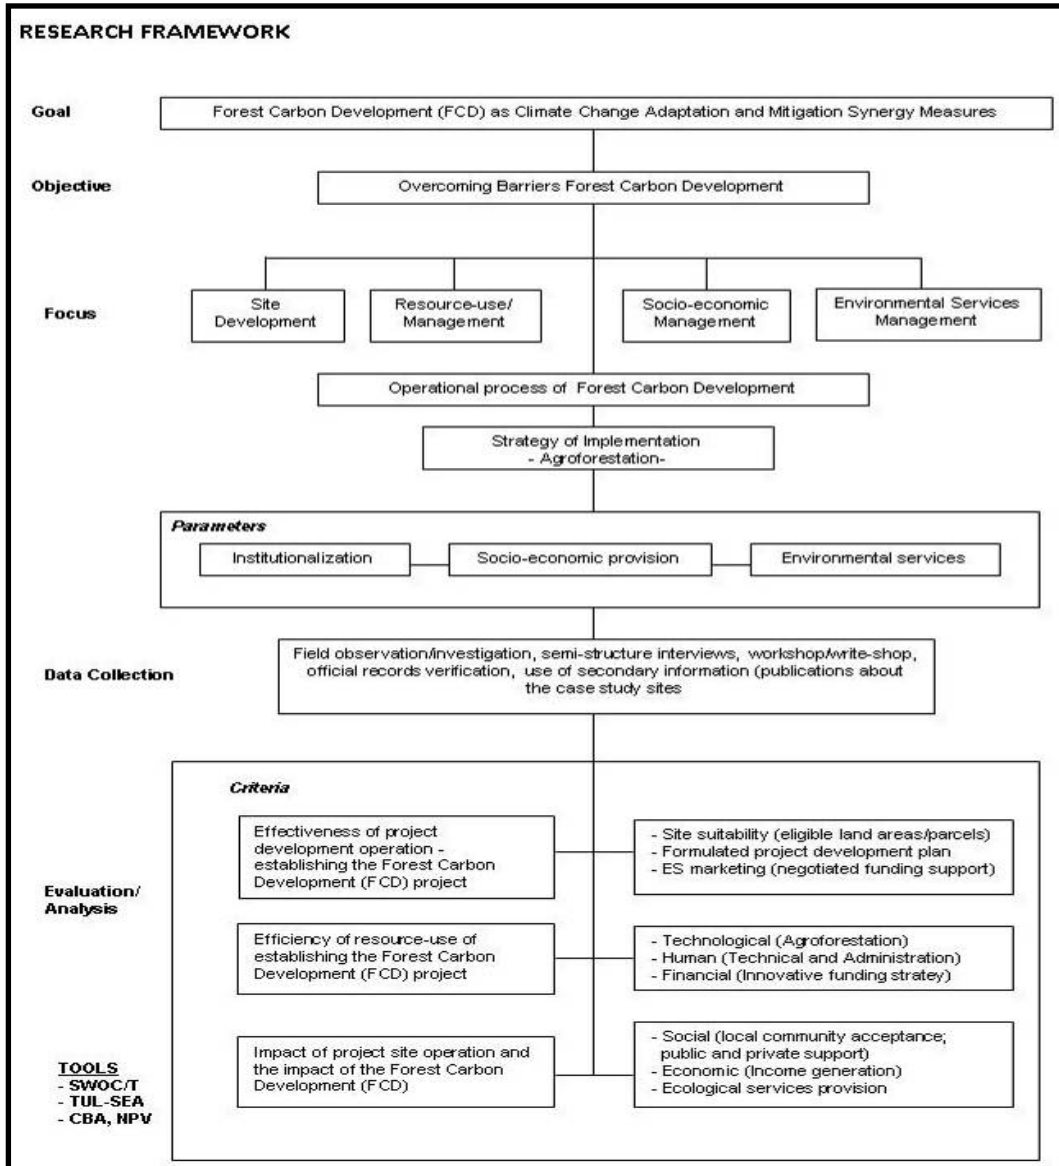 RESEARCH FRAMEWORK
Goal
Forest Carbon Development (FCD) as Climate Change Adaptation and Mitigation Synergy Measures
Objective
Overcoming Barriers Forest Carbon Development
Focus
Site
Development
Resource-use/
Management
Socio-economic
Management
Environmental Services
Management
Operational process of Forest Carbon Development
Strategy of Implementation
- Agroforestation-
Parameters
Institutionalization
Socio-economic provision
Environmental services
Data Collection
Field observation/investigation, semi-structure interviews, workshop/write-shop,
official records verification, use of secondary information (publications about
the case study sites
Evaluation/
Analysis
Criteria
Effectiveness of project
development operation -
establishing the Forest Carbon
Development (FCD) project
- Site suitability (eligible land areas/parcels)
- Formulated project development plan
- ES marketing (negotiated funding support)
Efficiency of resource-use of
establishing the Forest Carbon
Development (FCD) project
- Technological (Agroforestation)
- Human (Technical and Administration)
- Financial (Innovative funding stratey)
Impact of project site operation and
the impact of the Forest Carbon
Development (FCD)
- Social (local community acceptance;
public and private support)
- Economic (Income generation)
- Ecological services provision
TOOLS
- SWOC/T
- TUL-SEA
- CBA, NPV